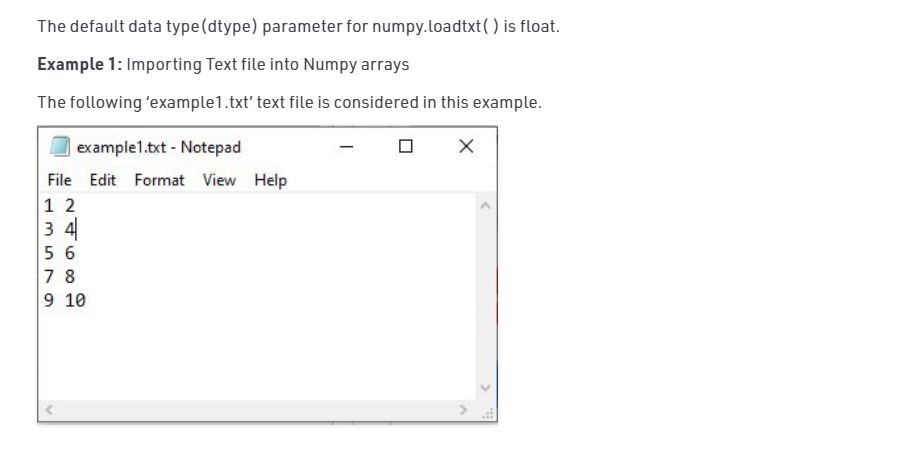 The default data type(dtype) parameter for numpy.loadtxt( ) is float.
Example 1: Importing Text file into Numpy arrays
The following ‘example1.txt’ text file is considered in this example.
example1.txt - Notepad
File Edit Format View Help
1 2
3 4
5 6
7 8
9 10